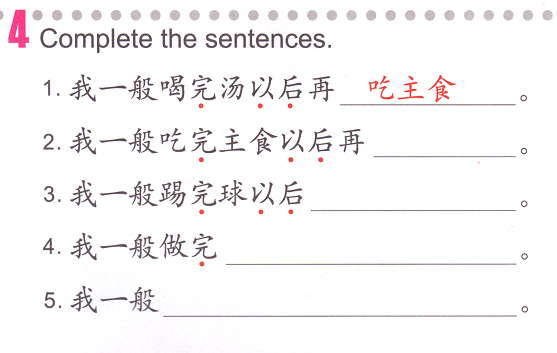 4 Complete the sentences.
1. 我一般喝完汤以后再 吃主食 。
2. 我一般吃完主食以后再 。
3. 我一般踢完球以后 。
4. 我一般做完 。
5. 我一般 。